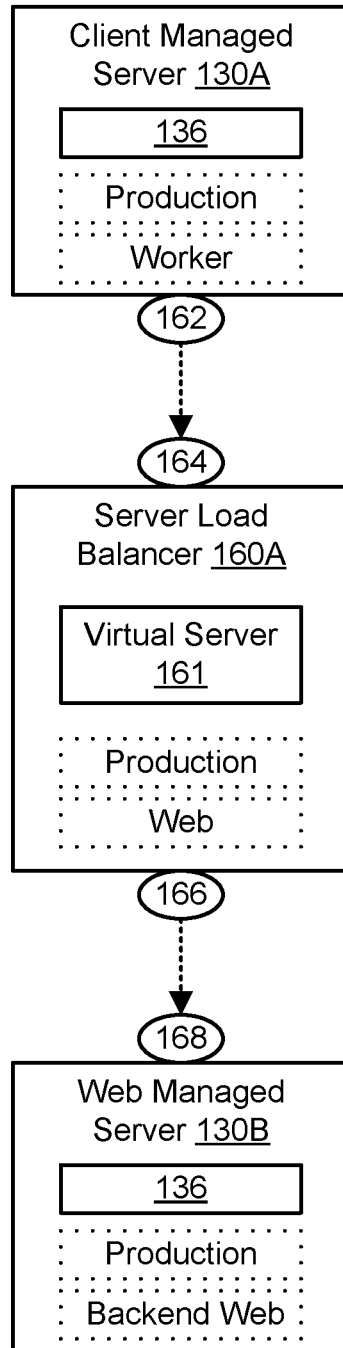 Client Managed
Server 130A
136
Production
Worker
162
164
Server Load
Balancer 160A
Virtual Server
161
Production
Web
166
168
Web Managed
Server 130B
136
Production
Backend Web